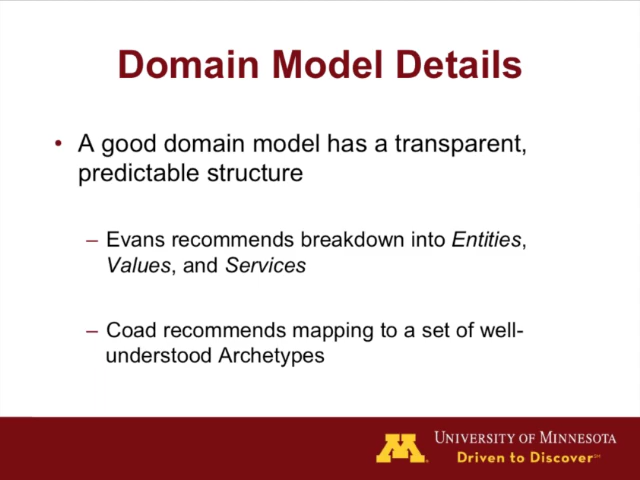 Domain Model Details
• A good domain model has a transparent,
predictable structure
– Evans recommends breakdown into Entities,
Values, and Services
– Coad recommends mapping to a set of well-
understood Archetypes
M
UNIVERSITY OF MINNESOTA
Driven to Discover℠